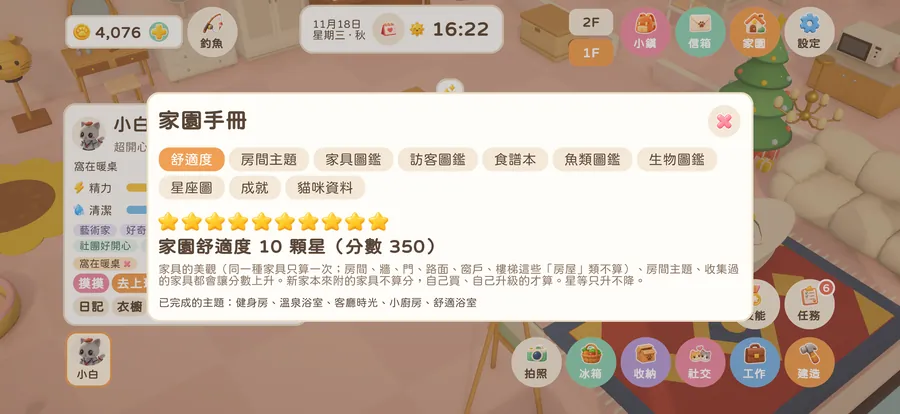 4,076
釣魚
11月18日
星期三·秋
16:22
2F
1F
小鎮
信箱
家園
設定
家園手冊
舒適度
房間主題
家具圖鑑
訪客圖鑑
食譜本
魚類圖鑑
生物圖鑑
星座圖
成就
貓咪資料
家園舒適度 10 顆星（分數 350）
家具的美觀（同一種家具只算一次；房間、牆、門、路面、窗戶、樓梯這些「房屋」類不算）、房間主題、收集過
的家具都會讓分數上升。新家本來附的家具不算分，自己買、自己升級的才算。星等只升不降。
已完成的主題：健身房、溫泉浴室、客廳時光、小廚房、舒適浴室
小白
超開心
窩在暖桌
精力
清潔
藝術家
好奇
社團好開心
窩在暖桌
摸摸
去上
日記
衣櫥
小白
能
任務
6
拍照
冰箱
收納
社交
工作
建造